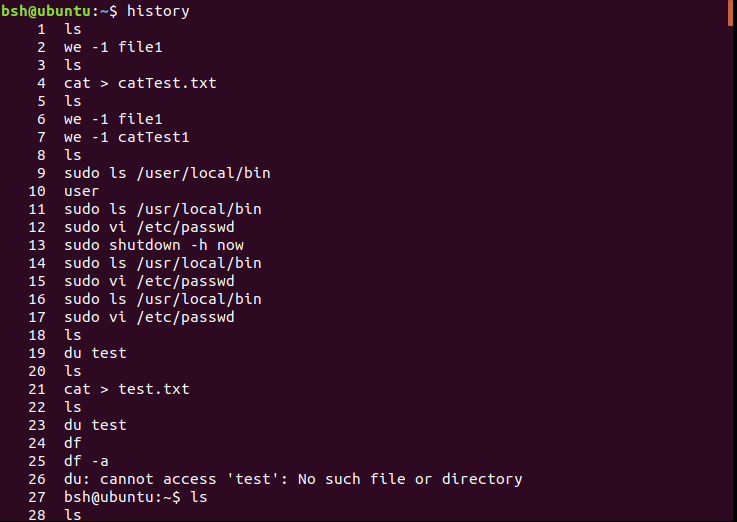 bsh@ubuntu:~$ history
1 ls
2 we -1 file1
3 ls
4 cat > catTest.txt
5 ls
6 we -1 file1
7 we -1 catTest1
8 ls
9 sudo ls /user/local/bin
10 user
11 sudo ls /usr/local/bin
12 sudo vi /etc/passwd
13 sudo shutdown -h now
14 sudo ls /usr/local/bin
15 sudo vi /etc/passwd
16 sudo ls /usr/local/bin
17 sudo vi /etc/passwd
18 ls
19 du test
20 ls
21 cat > test.txt
22 ls
23 du test
24 df
25 df -a
26 du: cannot access 'test': No such file or directory
27 bsh@ubuntu:~$ ls
28 ls